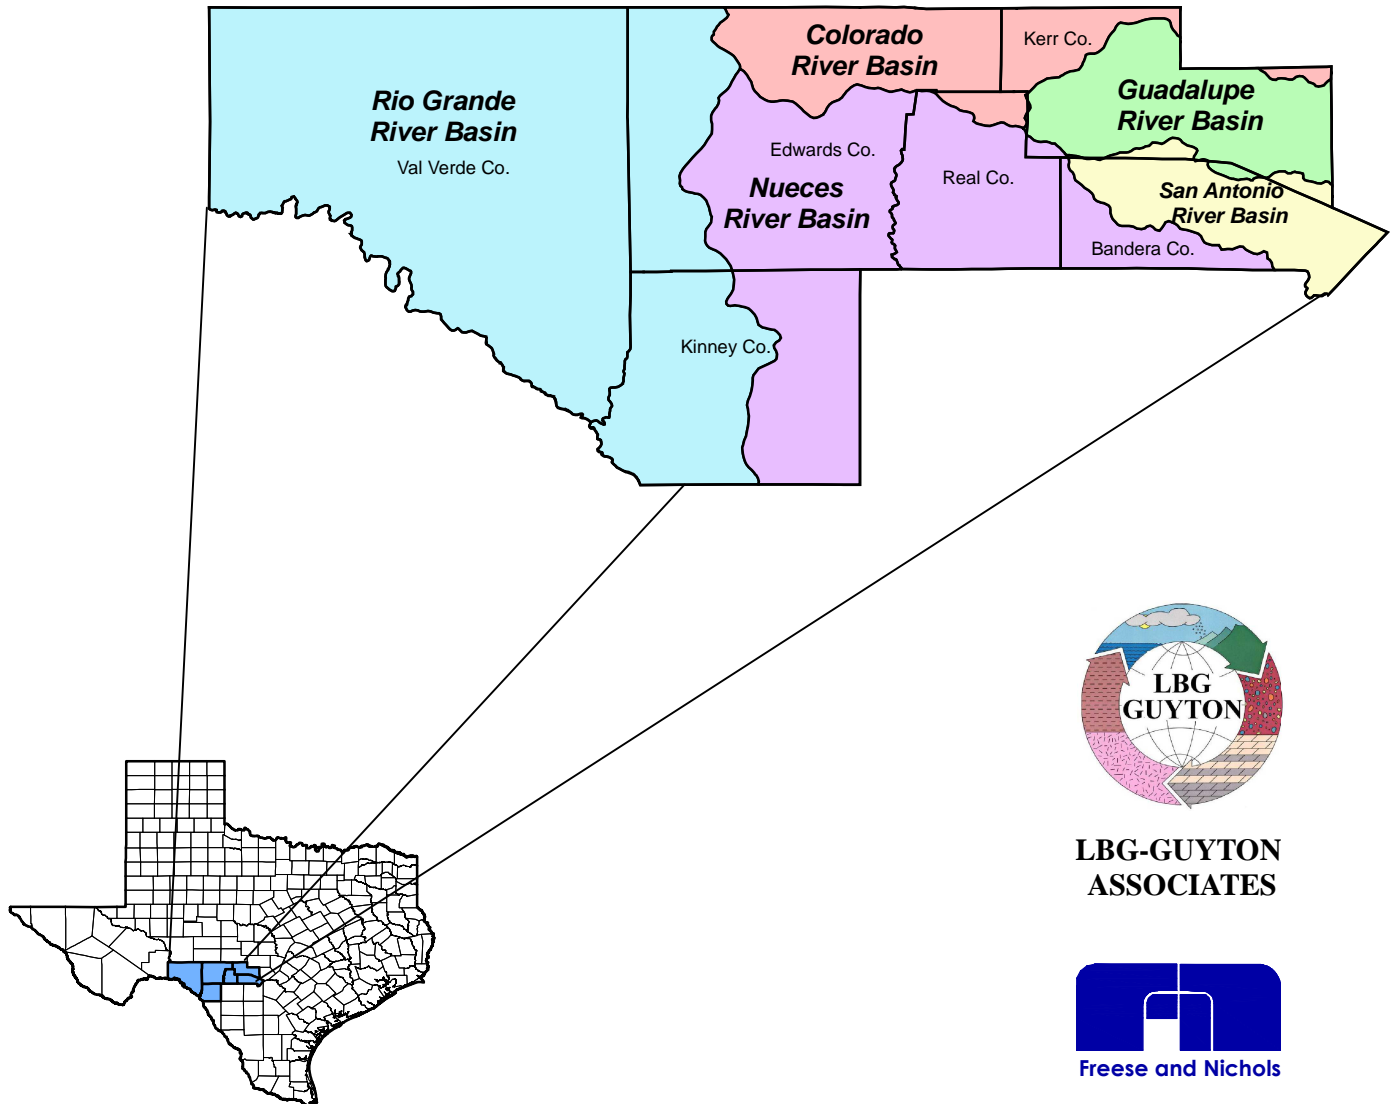 Colorado
River Basin
Kerr Co.
Rio Grande
River Basin
Val Verde Co.
Guadalupe
River Basin
Edwards Co.
Nueces
River Basin
Real Co.
San Antonio
River Basin
Bandera Co.
Kinney Co.
LBG
GUYTON
LBG-GUYTON
ASSOCIATES
Freese and Nichols